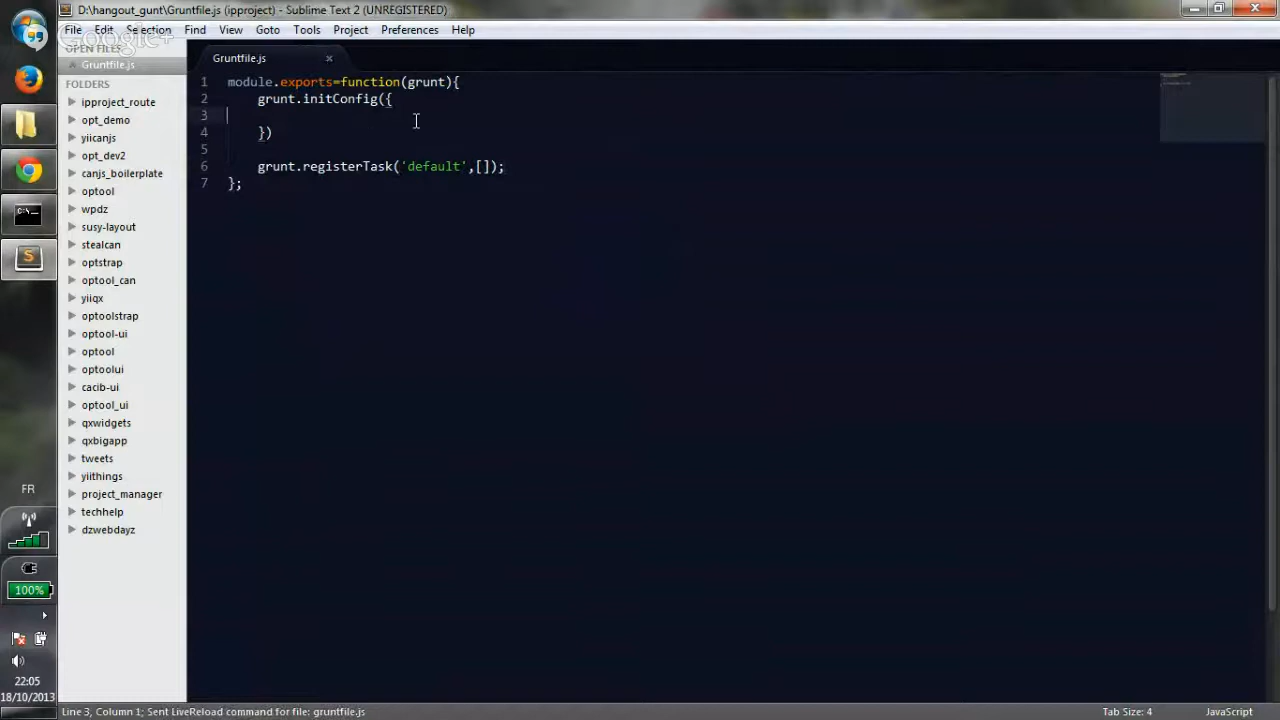 D:\hangout_gunt\Gruntfile.js (ipproject) - Sublime Text 2 (UNREGISTERED)
File Edit Selection Find View Goto Tools Project Preferences Help
Google+
OPEN FILES
Gruntfile.js
FOLDERS
ipproject_route
opt_demo
yiicanjs
opt_dev2
canjs_boilerplate
optool
wpdz
susy-layout
stealcan
optstrap
optool_can
yiiqx
optoolstrap
optool-ui
optool
optoolui
cacib-ui
optool_ui
qxwidgets
qxbigapp
tweets
yiithings
project_manager
techhelp
dzwebdayz
Gruntfile.js
1 module.exports=function(grunt){
2 grunt.initConfig({
3
4 })
5
6 grunt.registerTask('default',[]);
7 };
C:\_
FR
100%
22:05
18/10/2013
Line 3, Column 1; Sent LiveReload command for file: gruntfile.js
Tab Size: 4
JavaScript